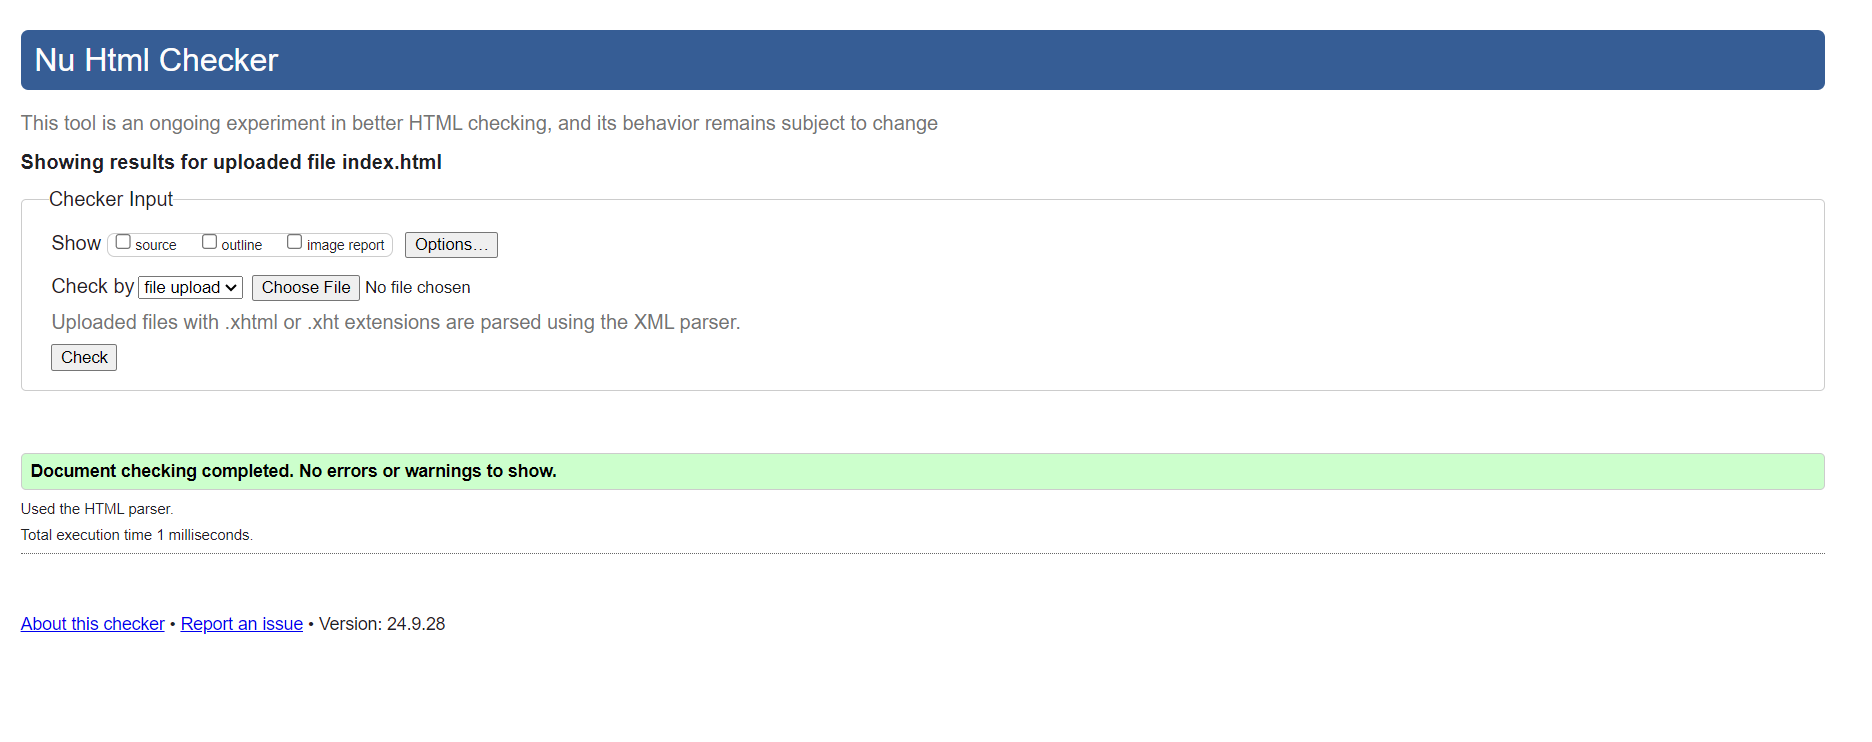 Nu Html Checker
This tool is an ongoing experiment in better HTML checking, and its behavior remains subject to change
Showing results for uploaded file index.html
Checker Input
Show source outline image report Options…
Check by file upload Choose File No file chosen
Uploaded files with .xhtml or .xht extensions are parsed using the XML parser.
Check
Document checking completed. No errors or warnings to show.
Used the HTML parser.
Total execution time 1 milliseconds.
About this checker • Report an issue • Version: 24.9.28